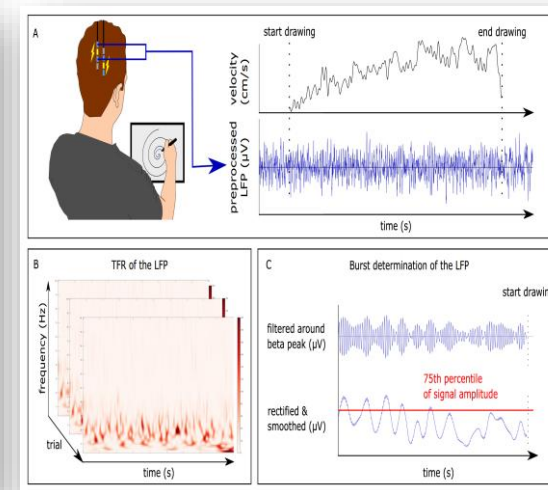 A
start drawing
end drawing
velocity
(cm/s)
preprocessed
LFP (μV)
time (s)
B
TFR of the LFP
frequency (Hz)
trial
time (s)
C
Burst determination of the LFP
start drawin
filtered around
beta peak (μV)
75th percentile
of signal amplitude
rectified &
smoothed (μV)
time (s)